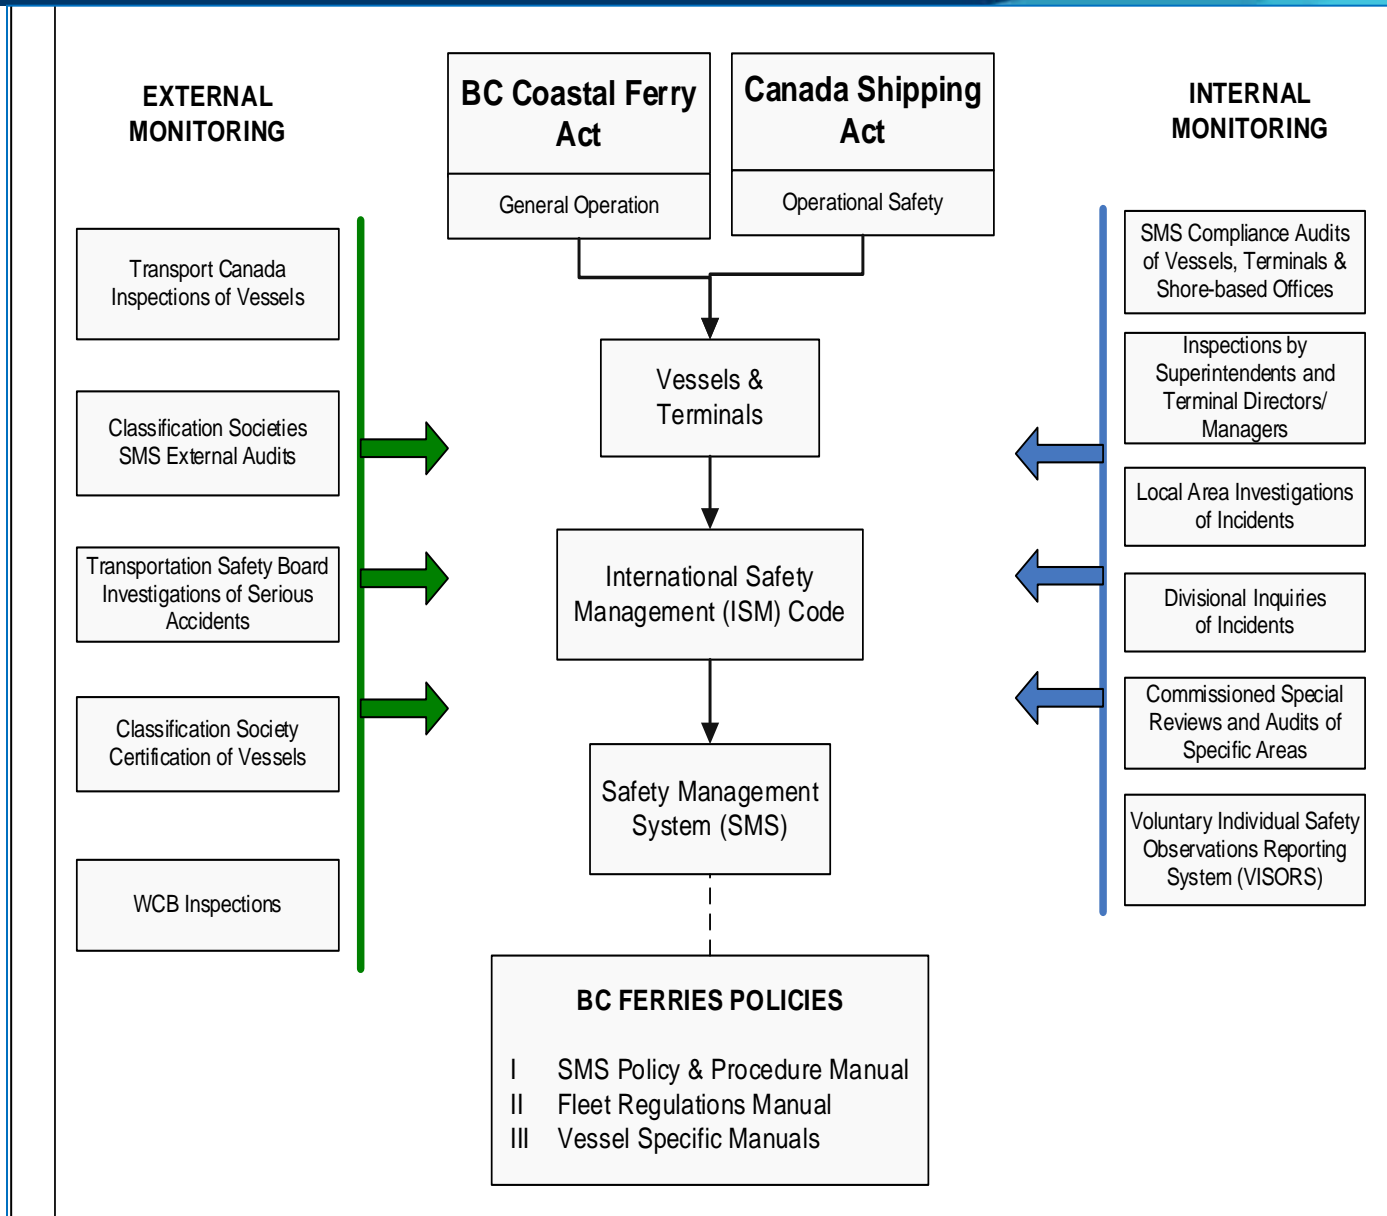 EXTERNAL
MONITORING
Transport Canada
Inspections of Vessels
Classification Societies
SMS External Audits
Transportation Safety Board
Investigations of Serious
Accidents
Classification Society
Certification of Vessels
WCB Inspections
BC Coastal Ferry
Act
General Operation
Canada Shipping
Act
Operational Safety
Vessels &
Terminals
International Safety
Management (ISM) Code
Safety Management
System (SMS)
BC FERRIES POLICIES
I SMS Policy & Procedure Manual
II Fleet Regulations Manual
III Vessel Specific Manuals
INTERNAL
MONITORING
SMS Compliance Audits
of Vessels, Terminals &
Shore-based Offices
Inspections by
Superintendents and
Terminal Directors/
Managers
Local Area Investigations
of Incidents
Divisional Inquiries
of Incidents
Commissioned Special
Reviews and Audits of
Specific Areas
Voluntary Individual Safety
Observations Reporting
System (VISORS)